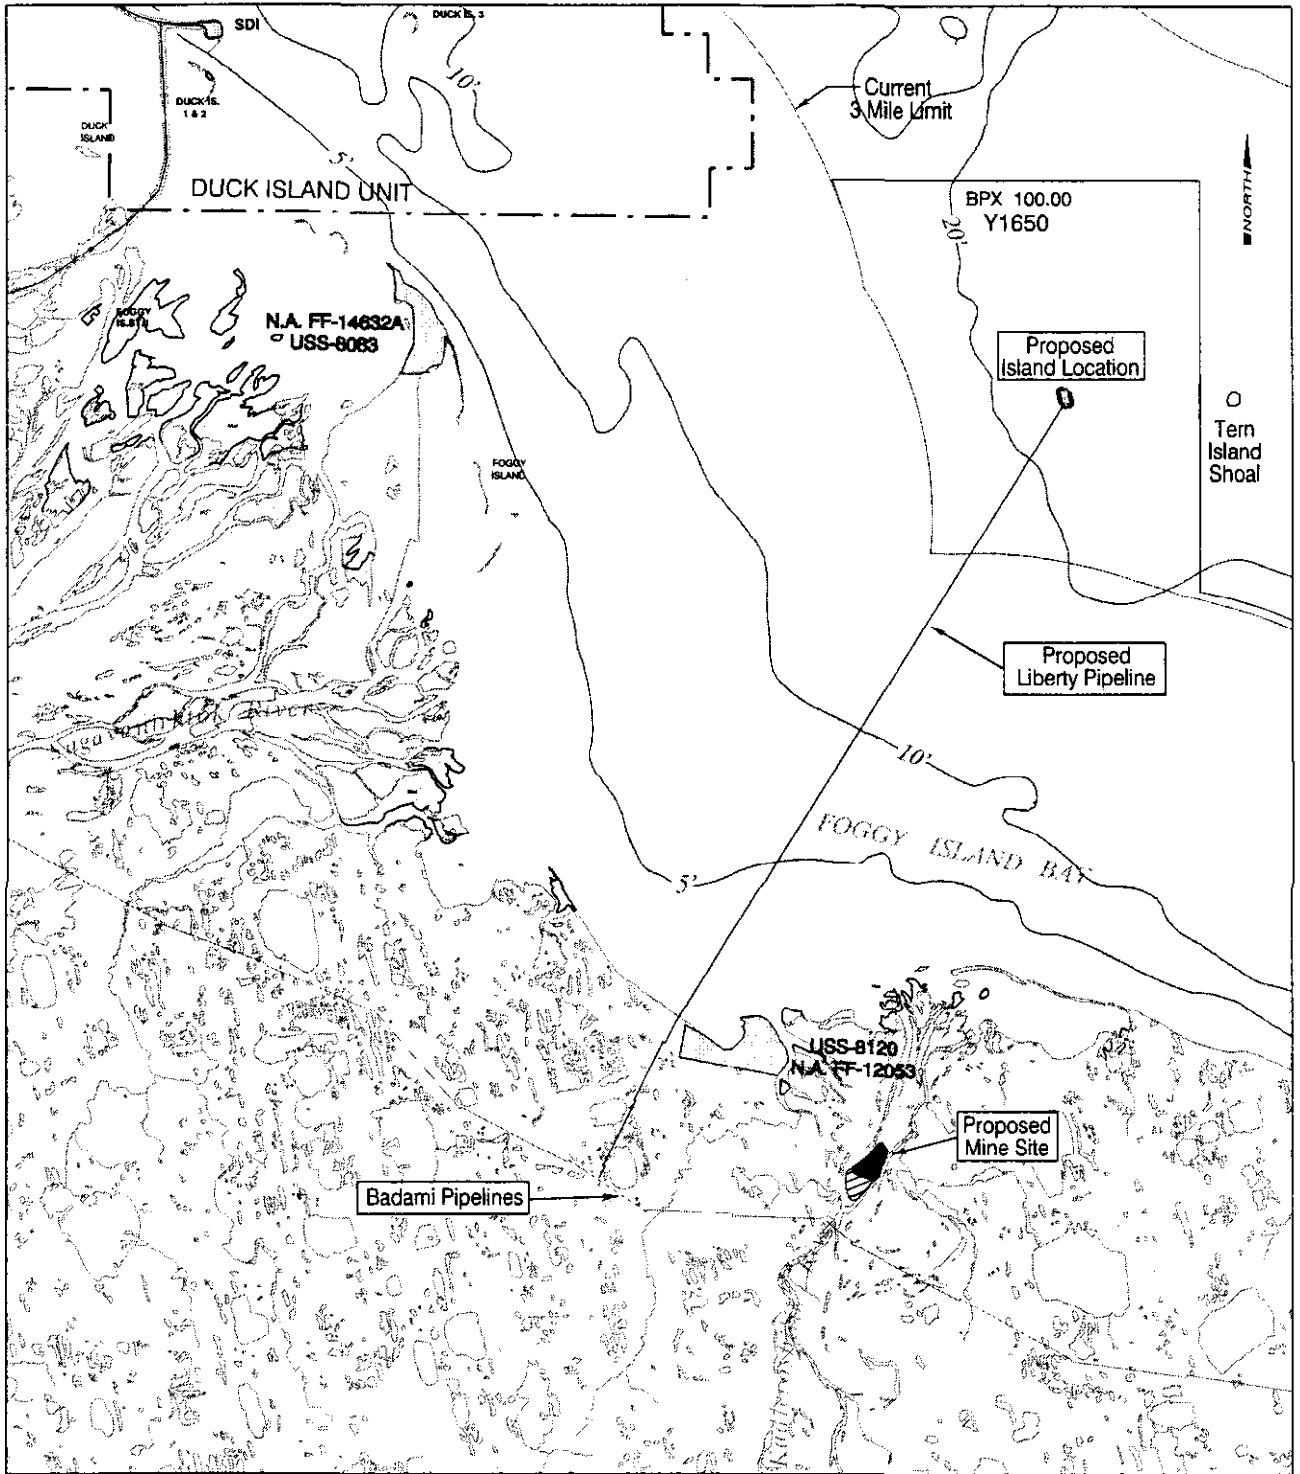 SDI
DUCK IS. 3
10'
DUCK IS.
1 & 2
DUCK
ISLAND
5'
DUCK ISLAND UNIT
Current
3 Mile Limit
NORTH
BPX 100.00
Y1650
20'
N.A. FF-14632A
USS-8083
Proposed
Island Location
Tern
Island
Shoal
FOGGY
ISLAND
Proposed
Liberty Pipeline
River
10'
FOGGY ISLAND BAY
5'
USS-8120
N.A. FF-12053
Proposed
Mine Site
Badami Pipelines